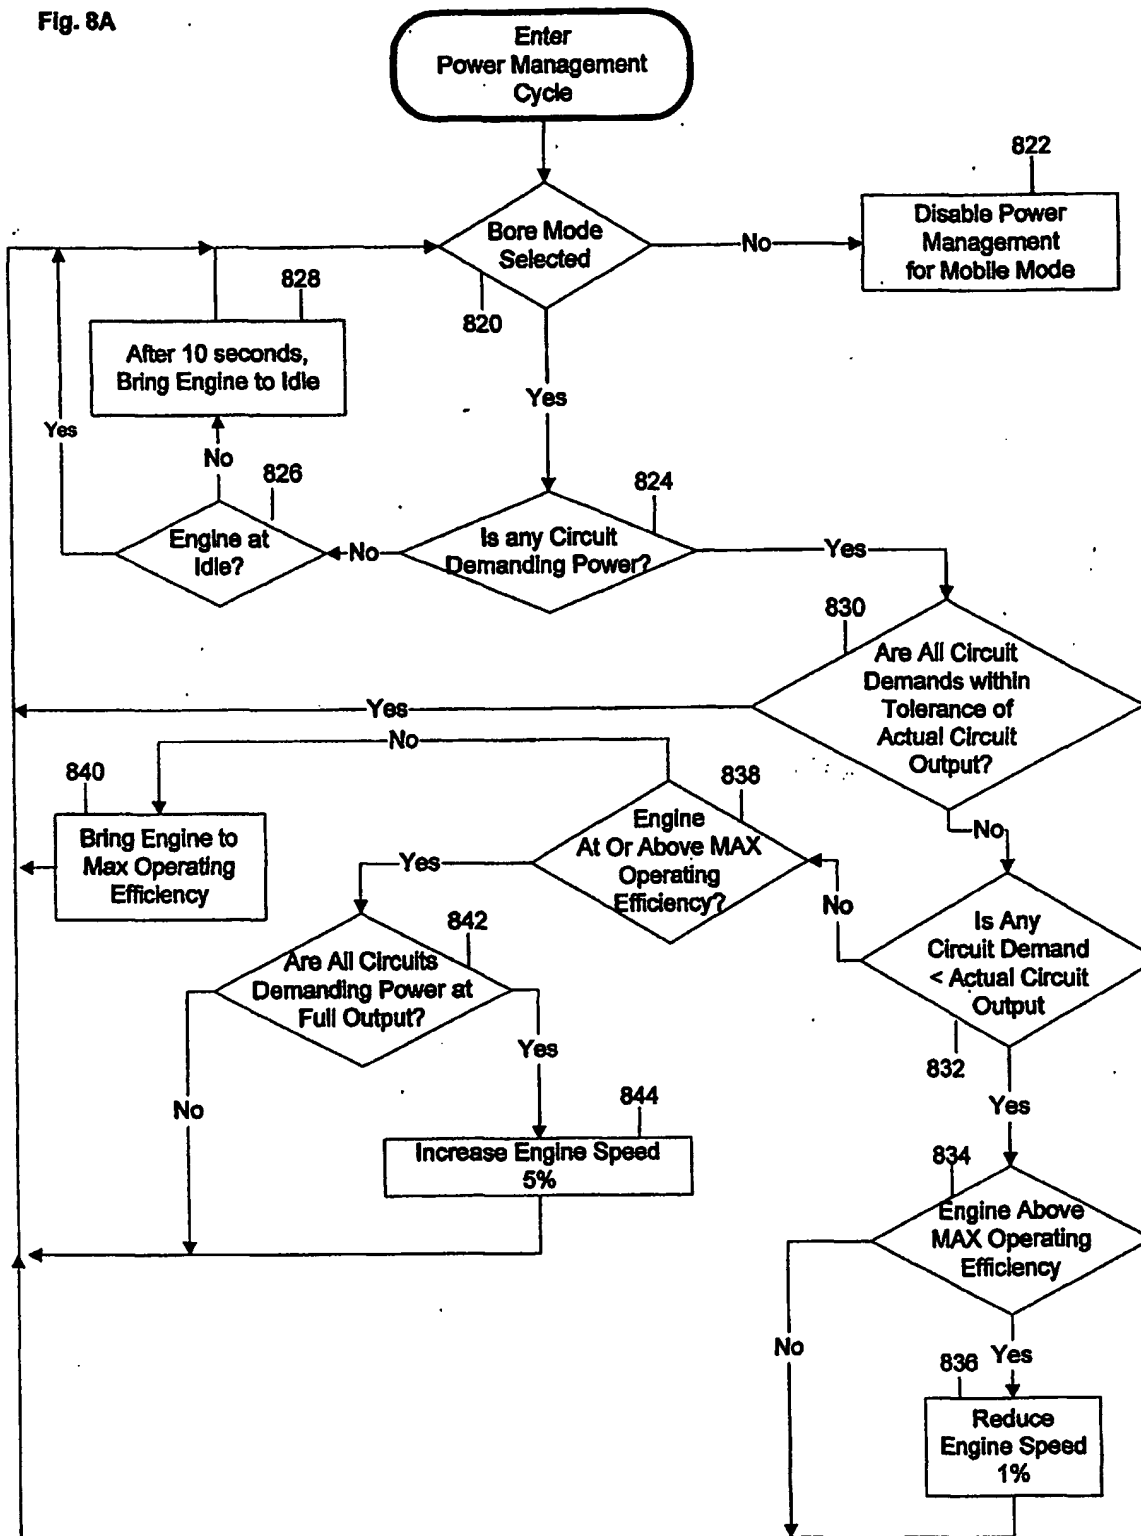 Fig. 8A
Enter
Power Management
Cycle
822
Bore Mode
Selected
No
Disable Power
Management
for Mobile Mode
828
820
After 10 seconds,
Bring Engine to Idle
Yes
Yes
No
826
824
Engine at
Idle?
No
Is any Circuit
Demanding Power?
Yes
830
Are All Circuit
Demands within
Tolerance of
Actual Circuit
Output?
Yes
No
840
838
Bring Engine to
Max Operating
Efficiency
Engine
At Or Above MAX
Operating
Efficiency?
Yes
No
No
842
Are All Circuits
Demanding Power at
Full Output?
Is Any
Circuit Demand
< Actual Circuit
Output
Yes
832
No
Yes
844
Increase Engine Speed
5%
834
Engine Above
MAX Operating
Efficiency
No
Yes
836
Reduce
Engine Speed
1%